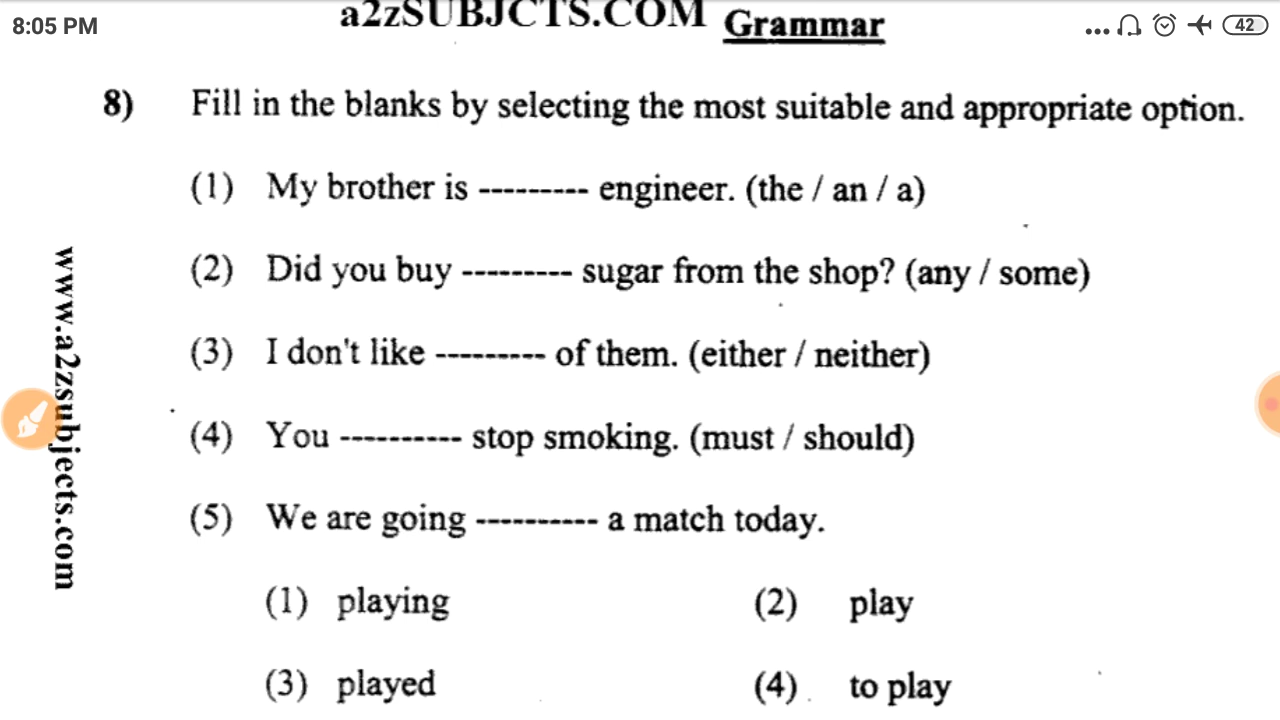 8:05 PM a2zSUBJCTS.COM Grammar ... 42
8) Fill in the blanks by selecting the most suitable and appropriate option.
(1) My brother is --------- engineer. (the / an / a)
(2) Did you buy --------- sugar from the shop? (any / some)
(3) I don't like --------- of them. (either / neither)
(4) You ---------- stop smoking. (must / should)
(5) We are going ---------- a match today.
(1) playing (2) play
(3) played (4) to play
www.a2zsubjects.com